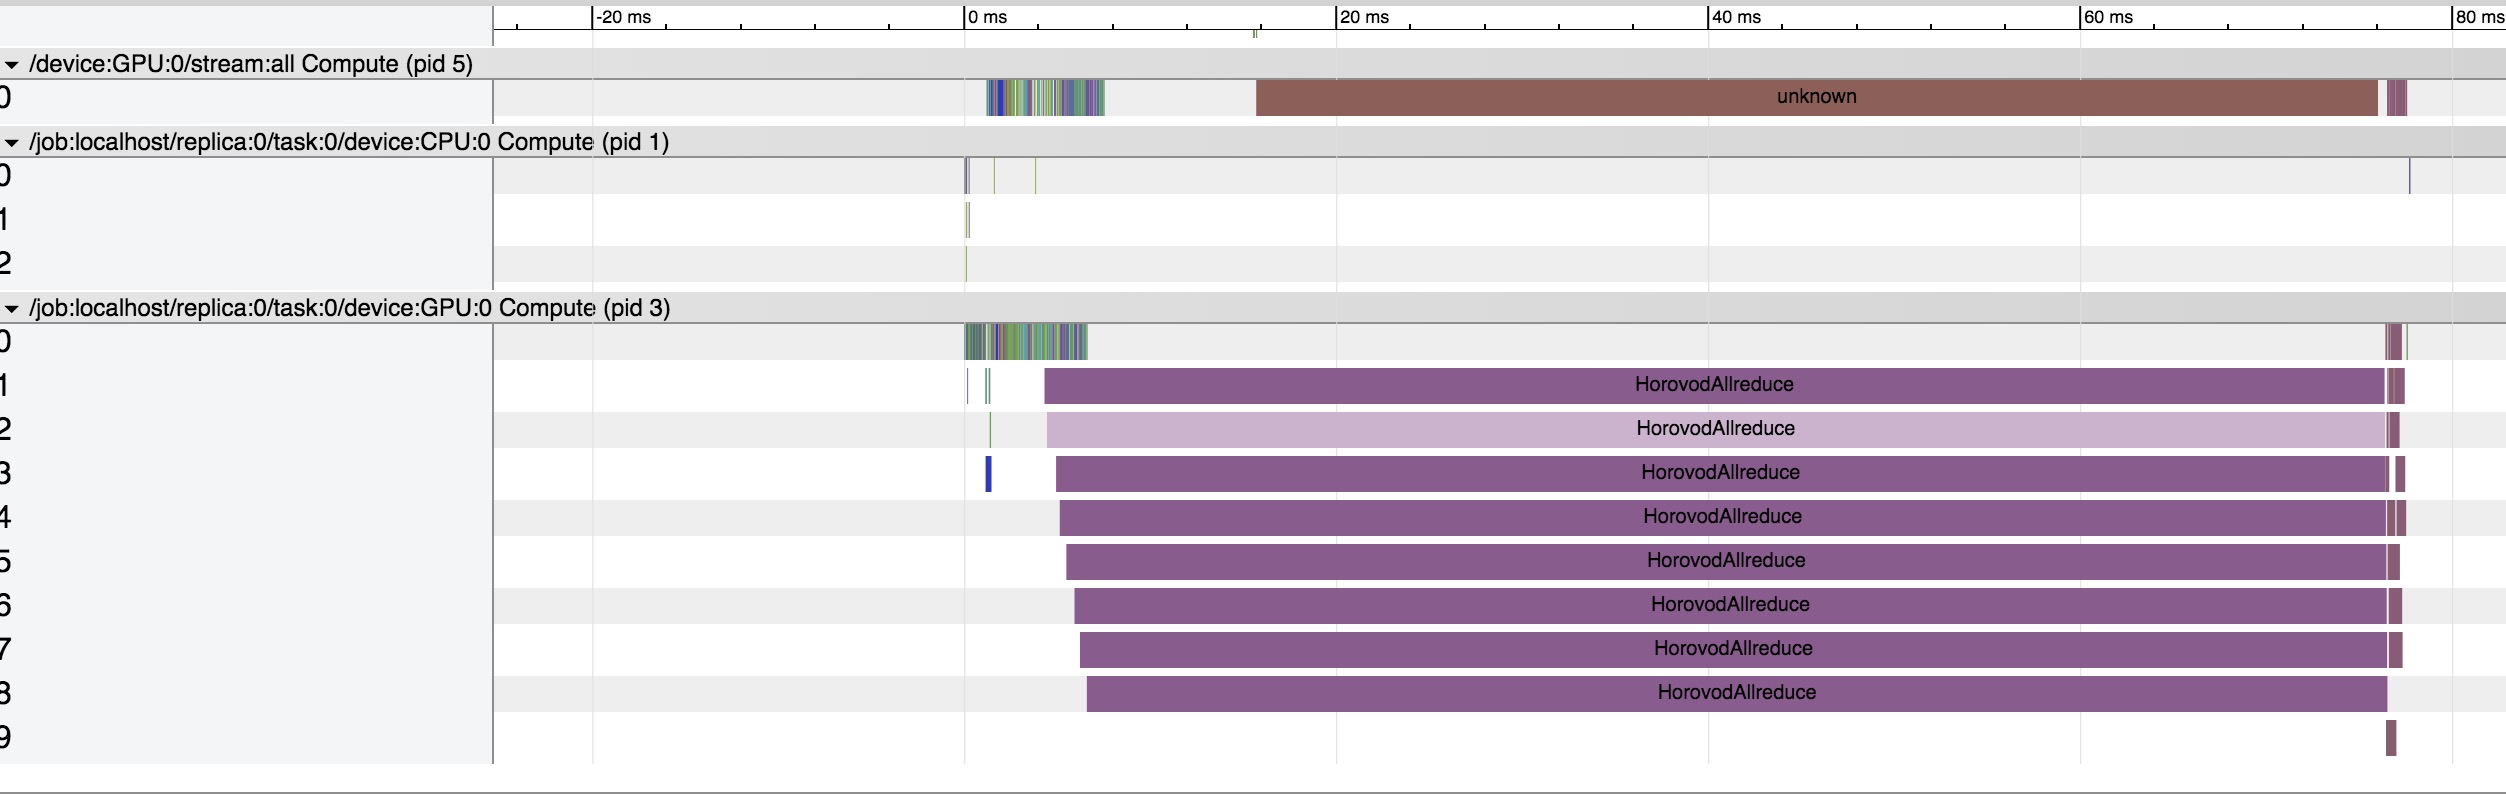 -20 ms 0 ms 20 ms 40 ms 60 ms 80 ms
/device:GPU:0/stream:all Compute (pid 5)
0 unknown
/job:localhost/replica:0/task:0/device:CPU:0 Compute (pid 1)
0
1
2
/job:localhost/replica:0/task:0/device:GPU:0 Compute (pid 3)
0
1 HorovodAllreduce
2 HorovodAllreduce
3 HorovodAllreduce
4 HorovodAllreduce
5 HorovodAllreduce
6 HorovodAllreduce
7 HorovodAllreduce
8 HorovodAllreduce
9